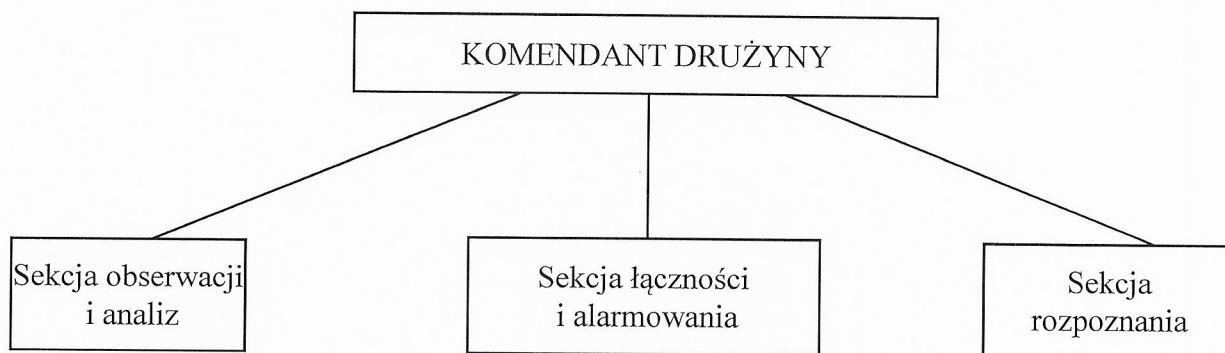 KOMENDANT DRUŻYNY
Sekcja obserwacji
i analiz
Sekcja łączności
i alarmowania
Sekcja
rozpoznania